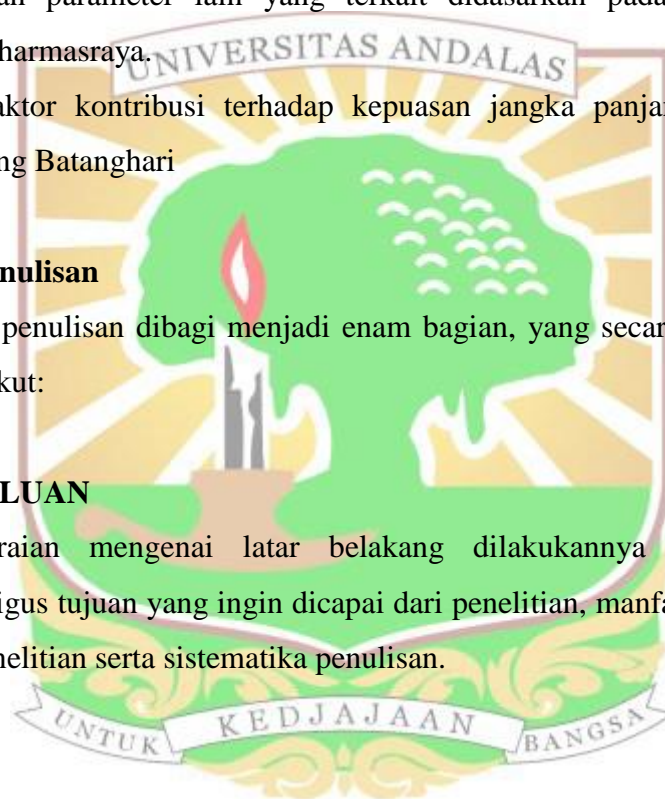 an parameter lain yang terkait didasarkan pada
harmasraya.
UNIVERSITAS ANDALAS
aktor kontribusi terhadap kepuasan jangka panja
ng Batanghari
nulisan
penulisan dibagi menjadi enam bagian, yang secar
kut:
LUAN
raian mengenai latar belakang dilakukannya
igus tujuan yang ingin dicapai dari penelitian, manfa
nelitian serta sistematika penulisan.
UNTUK KEDJAJAAN BANGSA